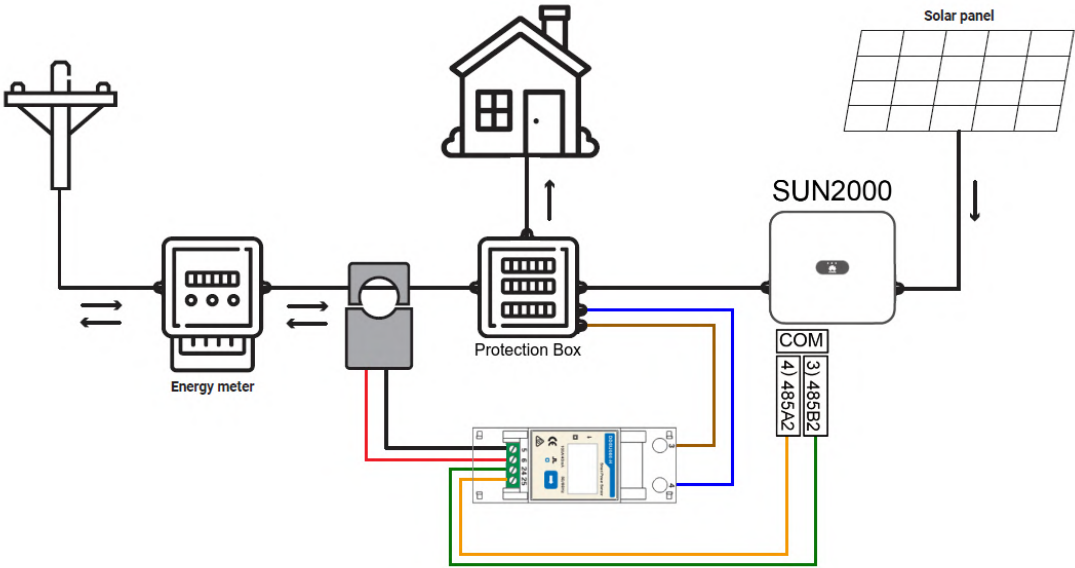 Solar panel
SUN2000
Protection Box
Energy meter
COM
4) 485A2
3) 485B2
5
6
24
25
3
4